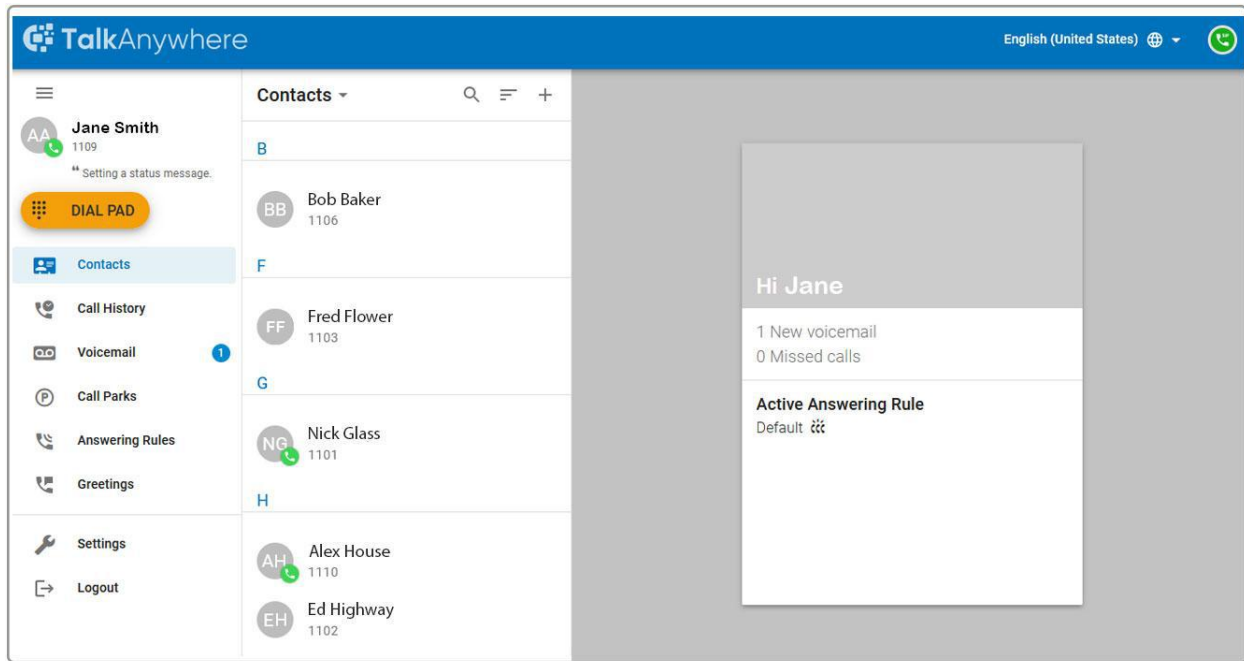 TalkAnywhere
English (United States)
Jane Smith
AA
1109
“ Setting a status message.
DIAL PAD
Contacts
Call History
Voicemail 1
Call Parks
P
Answering Rules
Greetings
Settings
Logout
Contacts
B
BB
Bob Baker
1106
F
FF
Fred Flower
1103
G
NG
Nick Glass
1101
H
AH
Alex House
1110
EH
Ed Highway
1102
Hi Jane
1 New voicemail
0 Missed calls
Active Answering Rule
Default